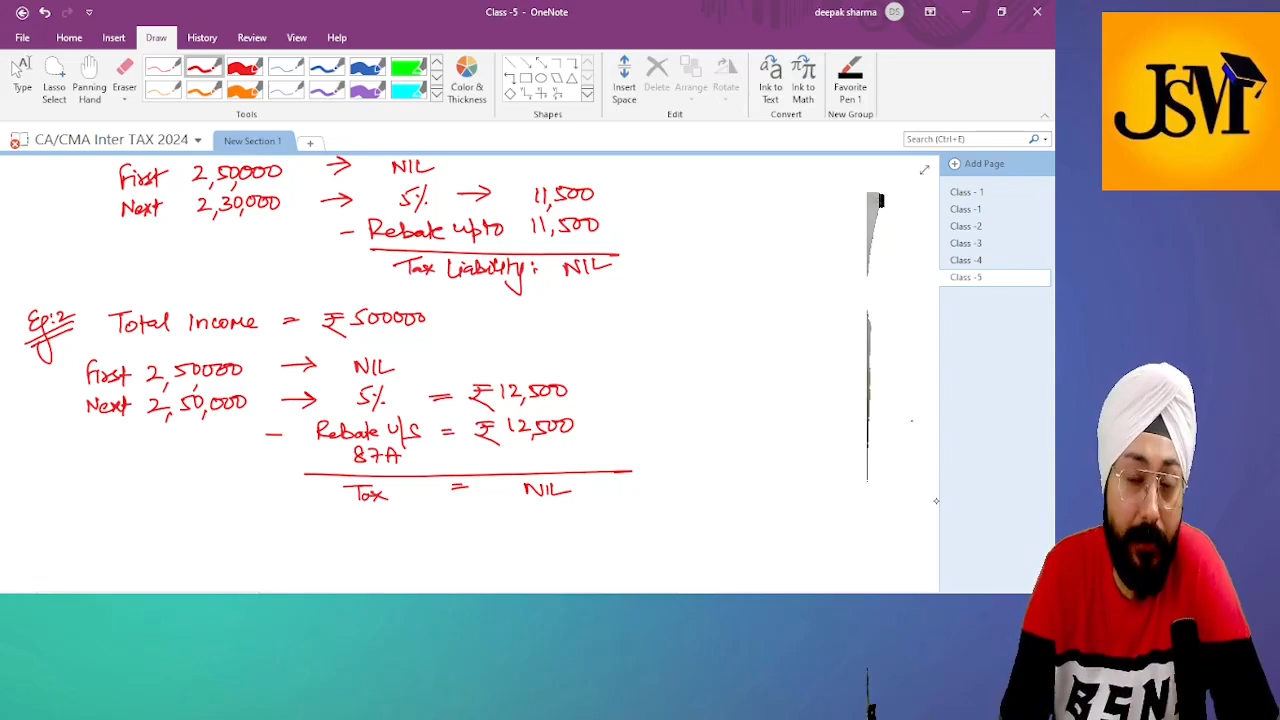 Class -5 - OneNote
deepak sharma
DS
File Home Insert Draw History Review View Help
Type
Lasso Select
Panning Hand
Eraser
Color & Thickness
Insert Space
Delete
Arrange
Rotate
Ink to Text
Ink to Math
Favorite Pen 1
Tools
Shapes
Edit
Convert
New Group
CA/CMA Inter TAX 2024
New Section 1
Search (Ctrl+E)
Add Page
Class - 1
Class -1
Class -2
Class -3
Class -4
Class -5
First 2,50,000 → NIL
Next 2,30,000 → 5% → 11,500
- Rebate upto 11,500
Tax Liability: NIL
Eg:2 Total Income = ₹500000
First 2,50000 → NIL
Next 2,50,000 → 5% = ₹12,500
- Rebate u/s = ₹12,500
87A
Tax = NIL
JSM
BSN